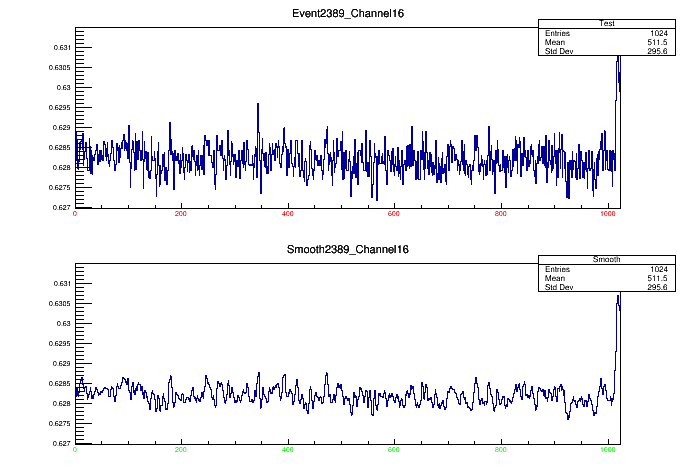 Event2389_Channel16
Test
Entries 1024
Mean 511.5
Std Dev 295.6
0.631
0.6305
0.63
0.6295
0.629
0.6285
0.628
0.6275
0.627
0 200 400 600 800 1000
Smooth2389_Channel16
Smooth
Entries 1024
Mean 511.5
Std Dev 295.6
0.631
0.6305
0.63
0.6295
0.629
0.6285
0.628
0.6275
0.627
0 200 400 600 800 1000